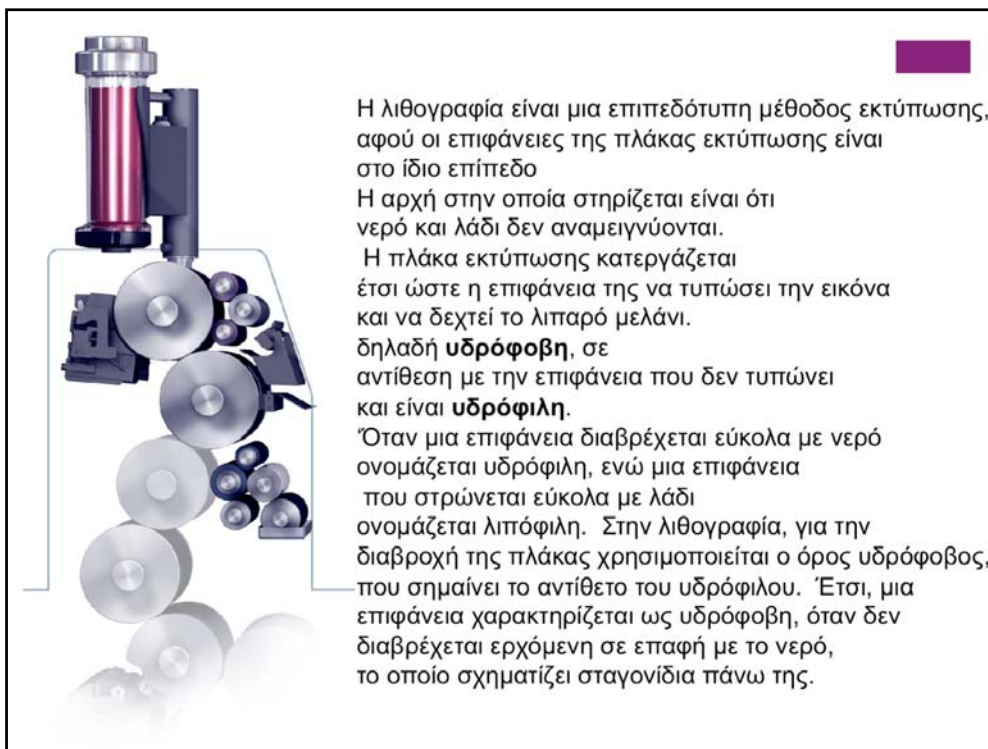 Η λιθογραφία είναι μια επιπεδότυπη μέθοδος εκτύπωσης,
αφού οι επιφάνειες της πλάκας εκτύπωσης είναι
στο ίδιο επίπεδο
Η αρχή στην οποία στηρίζεται είναι ότι
νερό και λάδι δεν αναμειγνύονται.
Η πλάκα εκτύπωσης κατεργάζεται
έτσι ώστε η επιφάνεια της να τυπώσει την εικόνα
και να δεχτεί το λιπαρό μελάνι.
δηλαδή υδρόφοβη, σε
αντίθεση με την επιφάνεια που δεν τυπώνει
και είναι υδρόφιλη.
Όταν μια επιφάνεια διαβρέχεται εύκολα με νερό
ονομάζεται υδρόφιλη, ενώ μια επιφάνεια
που στρώνεται εύκολα με λάδι
ονομάζεται λιπόφιλη. Στην λιθογραφία, για την
διαβροχή της πλάκας χρησιμοποιείται ο όρος υδρόφοβος,
που σημαίνει το αντίθετο του υδρόφιλου. Έτσι, μια
επιφάνεια χαρακτηρίζεται ως υδρόφοβη, όταν δεν
διαβρέχεται ερχόμενη σε επαφή με το νερό,
το οποίο σχηματίζει σταγονίδια πάνω της.